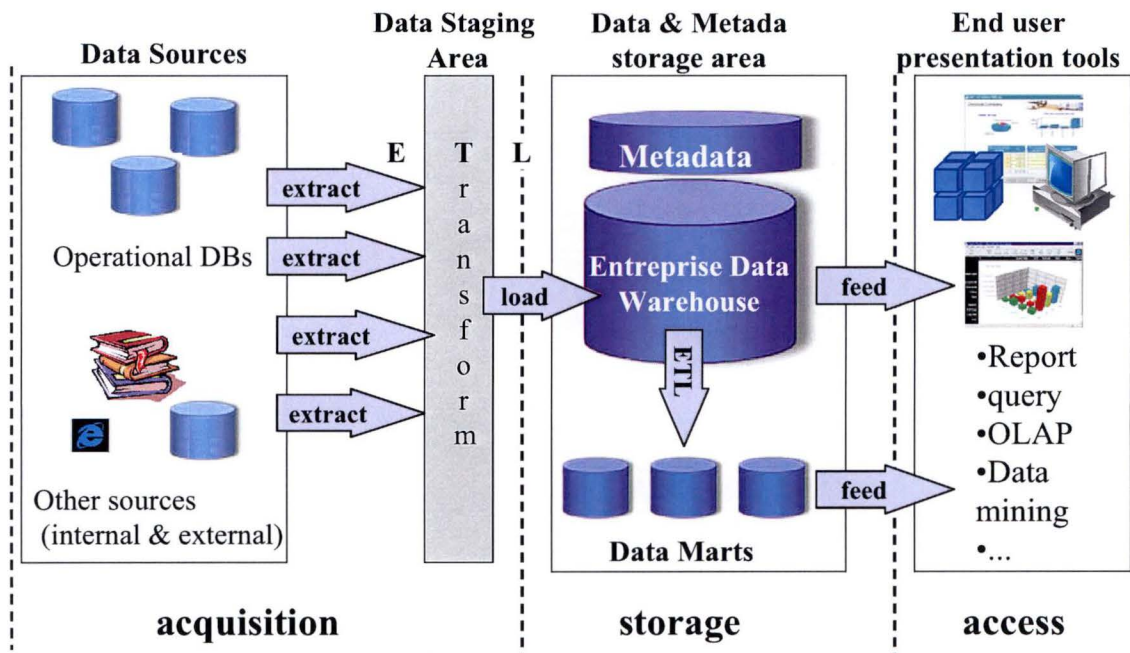 Data Sources
Data Staging
Area
Data & Metada
storage area
End user
presentation tools
E T L
Transform
extract
extract
extract
extract
Operational DBs
Other sources
(internal & external)
load
Metadata
Entreprise Data
Warehouse
ETL
Data Marts
feed
feed
•Report
•query
•OLAP
•Data
mining
•...
acquisition
storage
access